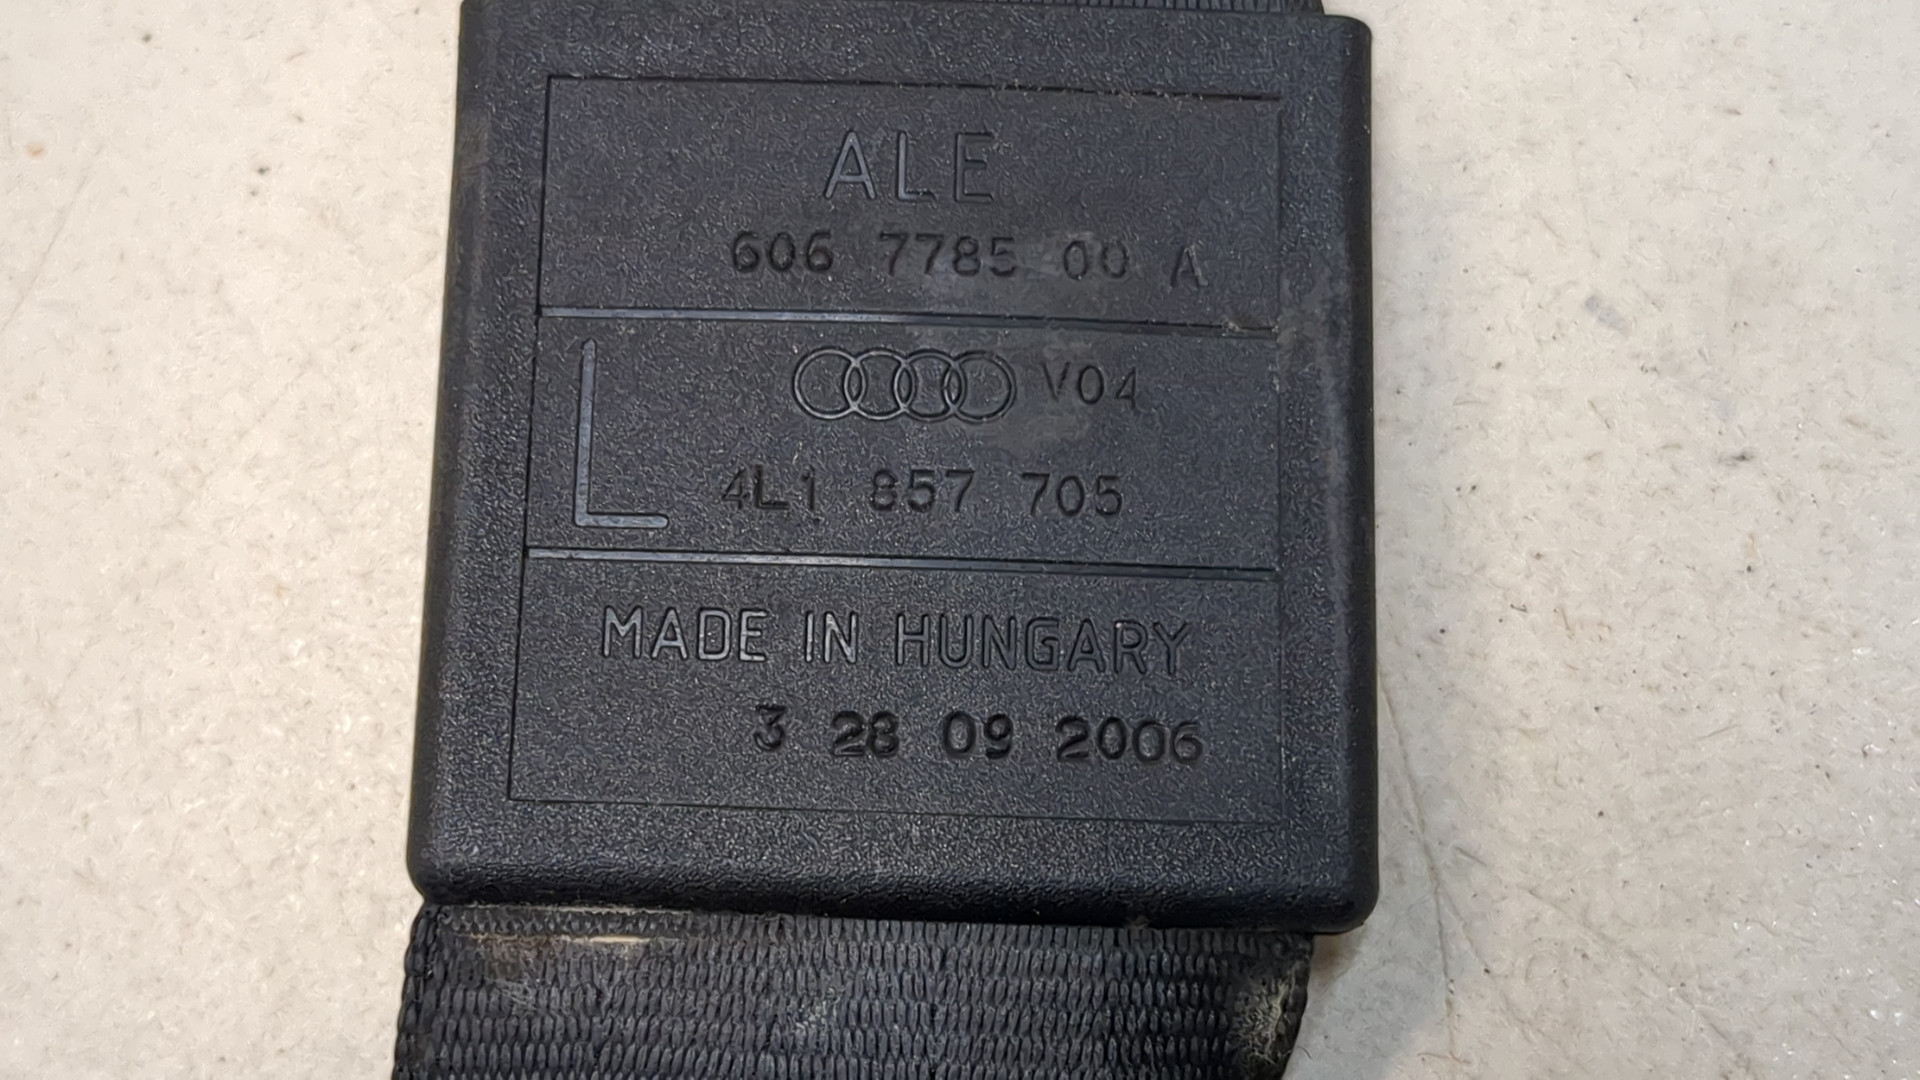 ALE
606 7785 00 A
V04
L 4L1 857 705
MADE IN HUNGARY
3 28 09 2006